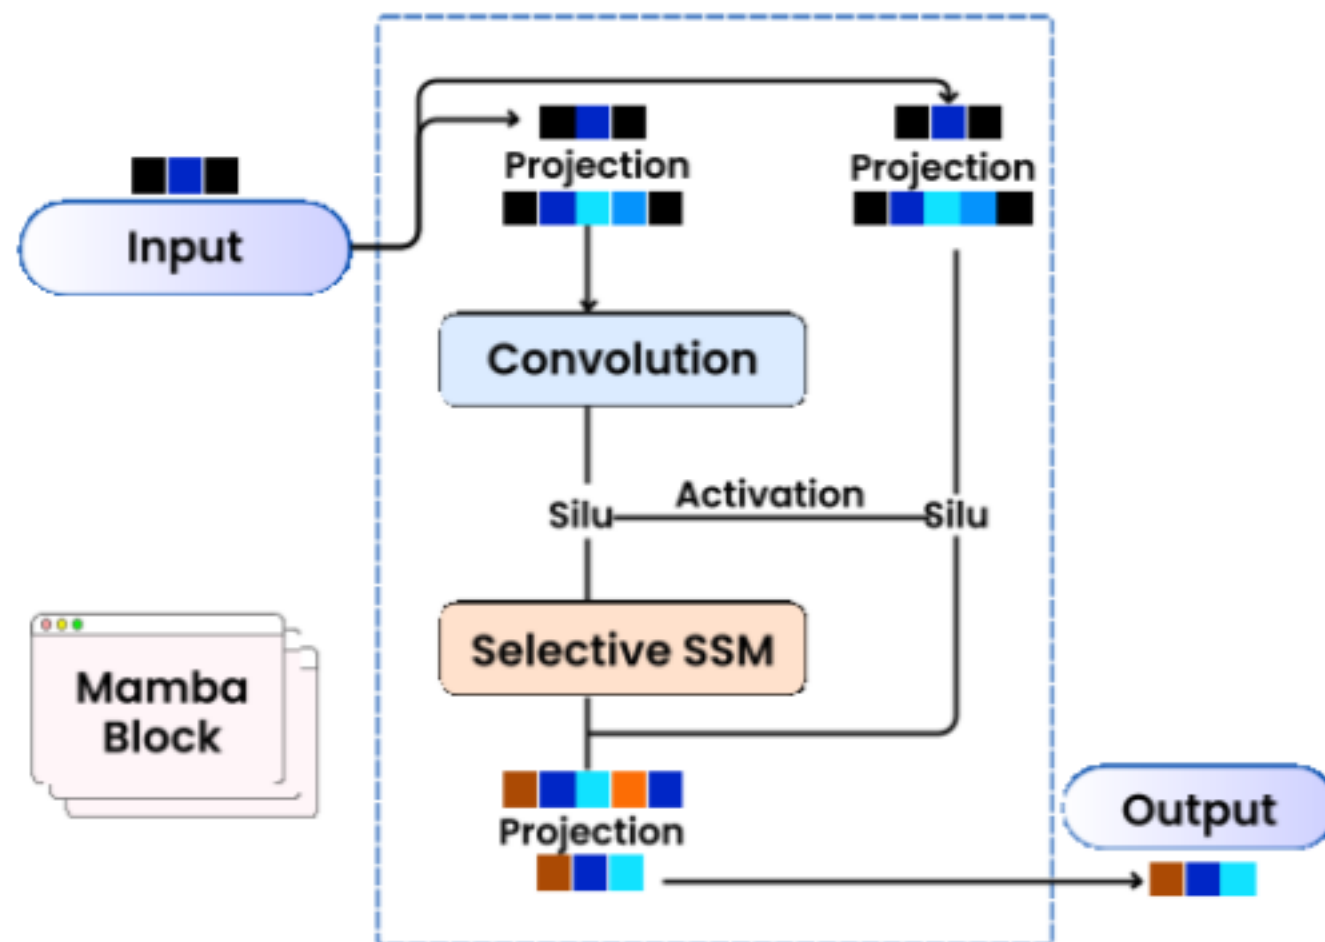 Projection
Projection
Input
Convolution
Activation
Silu
Silu
Selective SSM
Mamba
Block
Output
Projection